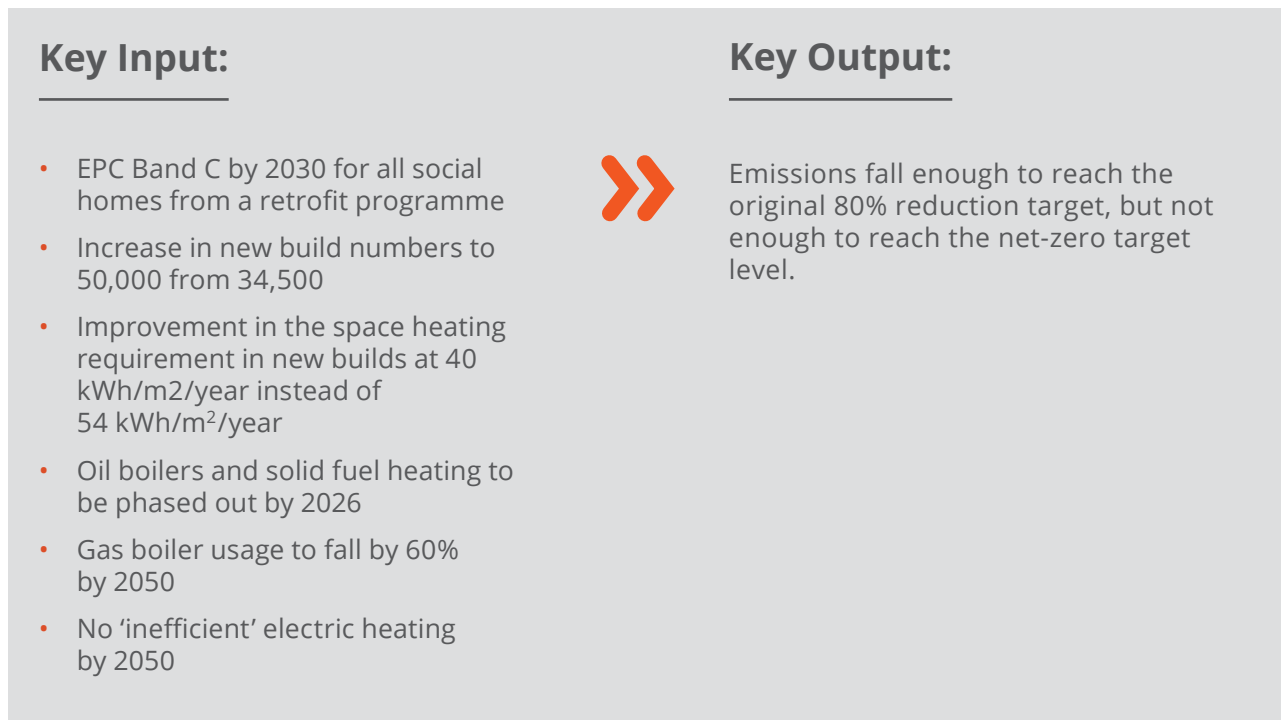 Key Input:
• EPC Band C by 2030 for all social
homes from a retrofit programme
• Increase in new build numbers to
50,000 from 34,500
• Improvement in the space heating
requirement in new builds at 40
kWh/m2/year instead of
54 kWh/m²/year
• Oil boilers and solid fuel heating to
be phased out by 2026
• Gas boiler usage to fall by 60%
by 2050
• No ‘inefficient’ electric heating
by 2050
Key Output:
Emissions fall enough to reach the
original 80% reduction target, but not
enough to reach the net-zero target
level.